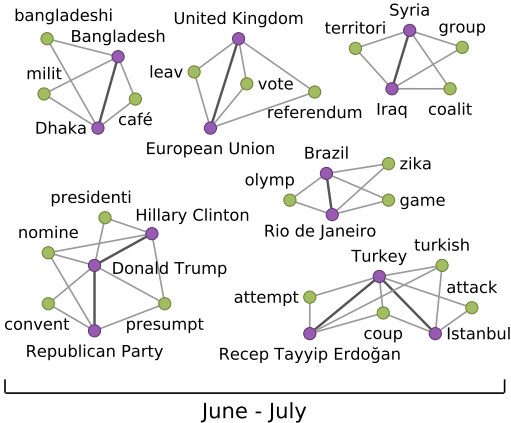 bangladeshi
Bangladesh
milit
café
Dhaka
United Kingdom
leav
vote
referendum
European Union
Syria
territori
group
Iraq
coalit
Brazil
zika
olymp
game
Rio de Janeiro
presidenti
Hillary Clinton
nomine
Donald Trump
convent
presumpt
Republican Party
Turkey
turkish
attempt
attack
coup
Istanbul
Recep Tayyip Erdoğan
June - July